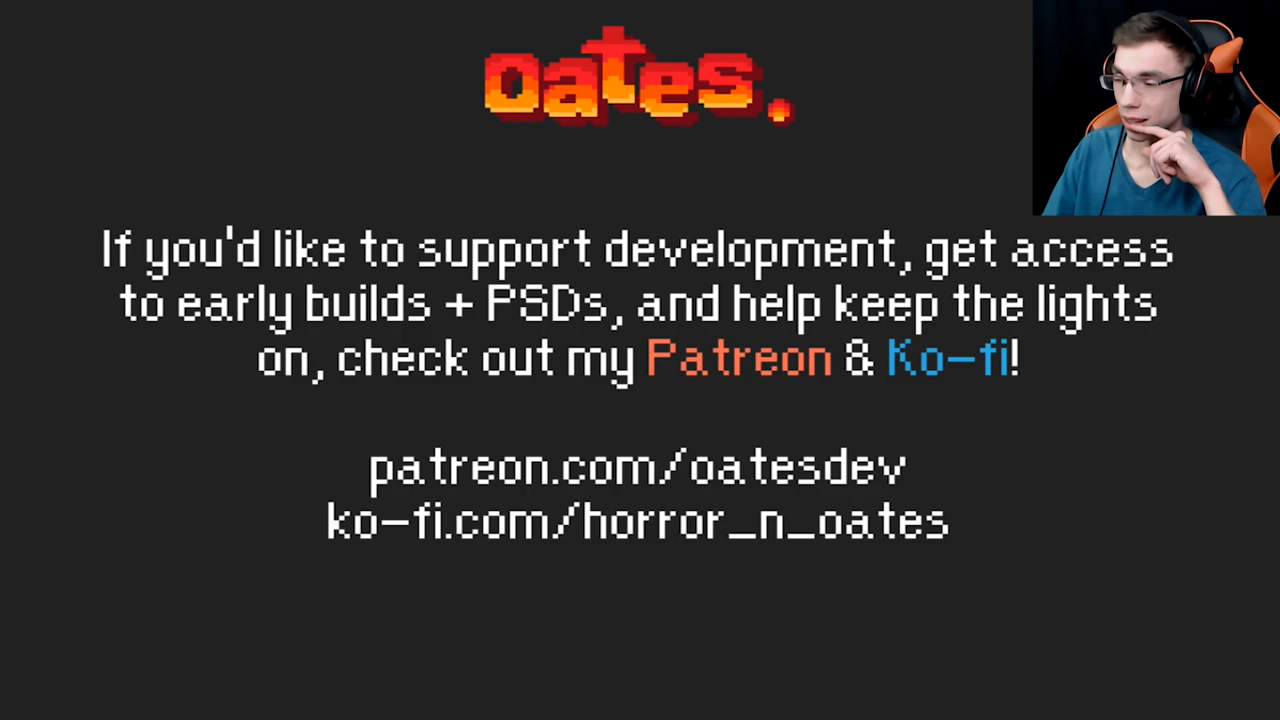 Oates.
If you'd like to support development, get access
to early builds + PSDs, and help keep the lights
on, check out my Patreon & Ko-fi!
patreon.com/oatesdev
ko-fi.com/horror_n_oates